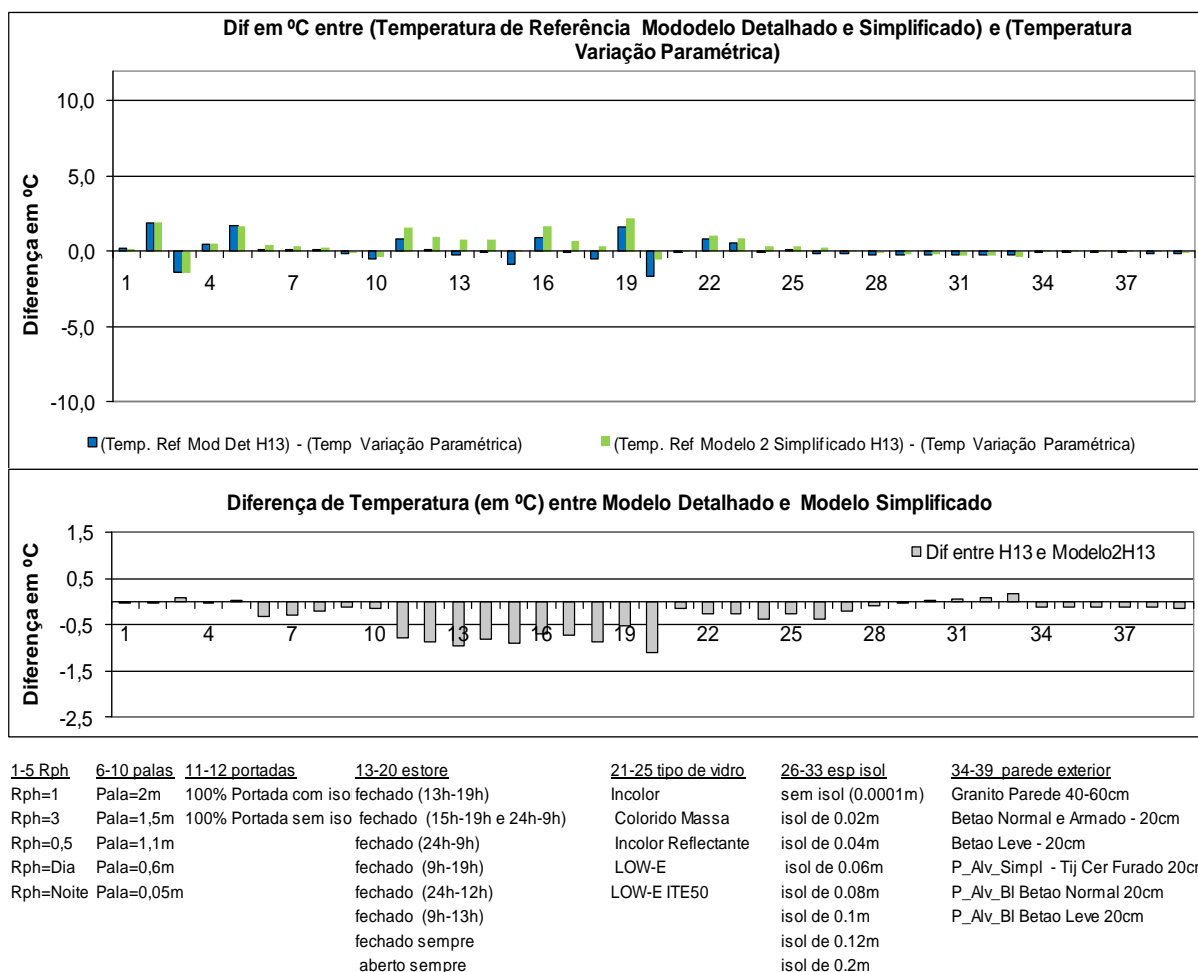 Dif em ºC entre (Temperatura de Referência Mododelo Detalhado e Simplificado) e (Temperatura
Variação Paramétrica)
Diferença em ºC
10,0
5,0
0,0
-5,0
-10,0
1 4 7 10 13 16 19 22 25 28 31 34 37
(Temp. Ref Mod Det H13) - (Temp Variação Paramétrica) (Temp. Ref Modelo 2 Simplificado H13) - (Temp Variação Paramétrica)
Diferença de Temperatura (em ºC) entre Modelo Detalhado e Modelo Simplificado
Diferença em ºC
Dif entre H13 e Modelo2H13
1,5
0,5
-0,5
-1,5
-2,5
1 4 7 10 13 16 19 22 25 28 31 34 37
1-5 Rph 6-10 palas 11-12 portadas 13-20 estore 21-25 tipo de vidro 26-33 esp isol 34-39 parede exterior
Rph=1 Pala=2m 100% Portada com iso fechado (13h-19h) Incolor sem isol (0.0001m) Granito Parede 40-60cm
Rph=3 Pala=1,5m 100% Portada sem iso fechado (15h-19h e 24h-9h) Colorido Massa isol de 0.02m Betao Normal e Armado - 20cm
Rph=0,5 Pala=1,1m fechado (24h-9h) Incolor Reflectante isol de 0.04m Betao Leve - 20cm
Rph=Dia Pala=0,6m fechado (9h-19h) LOW-E isol de 0.06m P_Alv_Simpl - Tij Cer Furado 20cm
Rph=Noite Pala=0,05m fechado (24h-12h) LOW-E ITE50 isol de 0.08m P_Alv_Bl Betao Normal 20cm
fechado (9h-13h) isol de 0.1m P_Alv_Bl Betao Leve 20cm
fechado sempre isol de 0.12m
aberto sempre isol de 0.2m